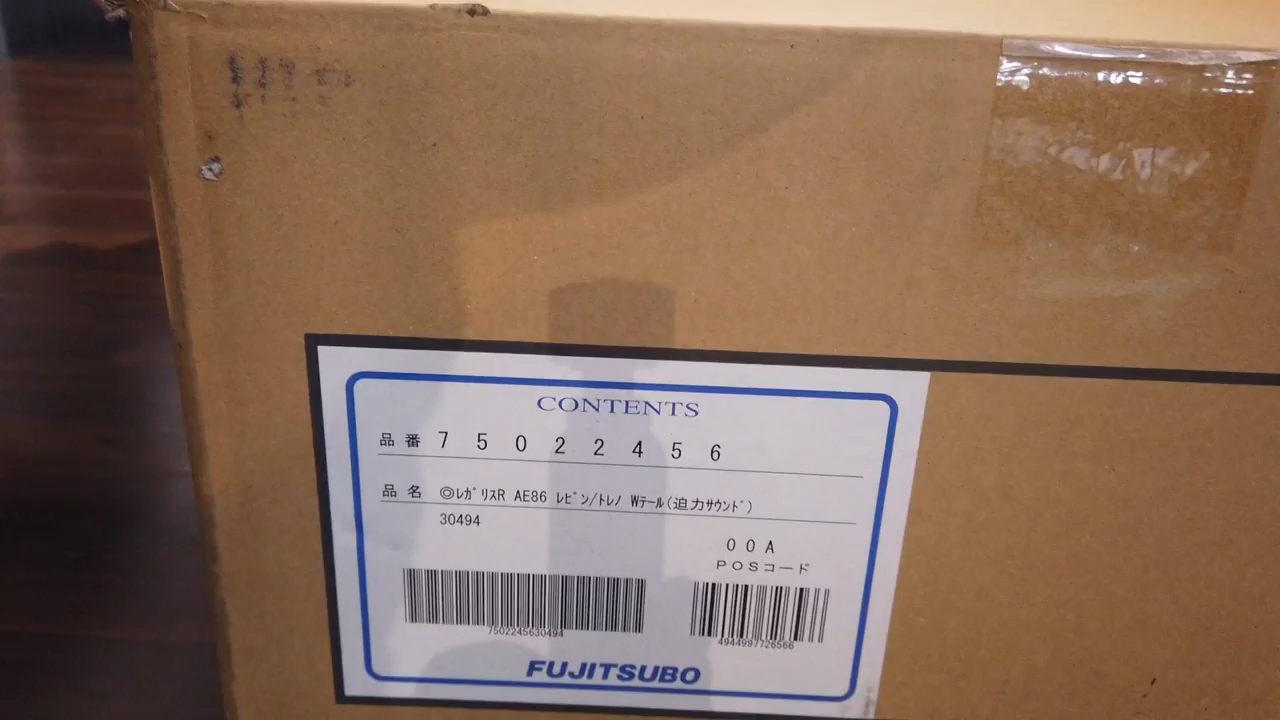 CONTENTS
品番 7 5 0 2 2 4 5 6
品名 ◎ﾚｶﾞﾘｽR AE86 ﾚﾋﾞﾝ/ﾄﾚﾉ Wﾃｰﾙ(迫力ｻｳﾝﾄﾞ)
30494
00A
POSコード
7502245630494
4944997726566
FUJITSUBO